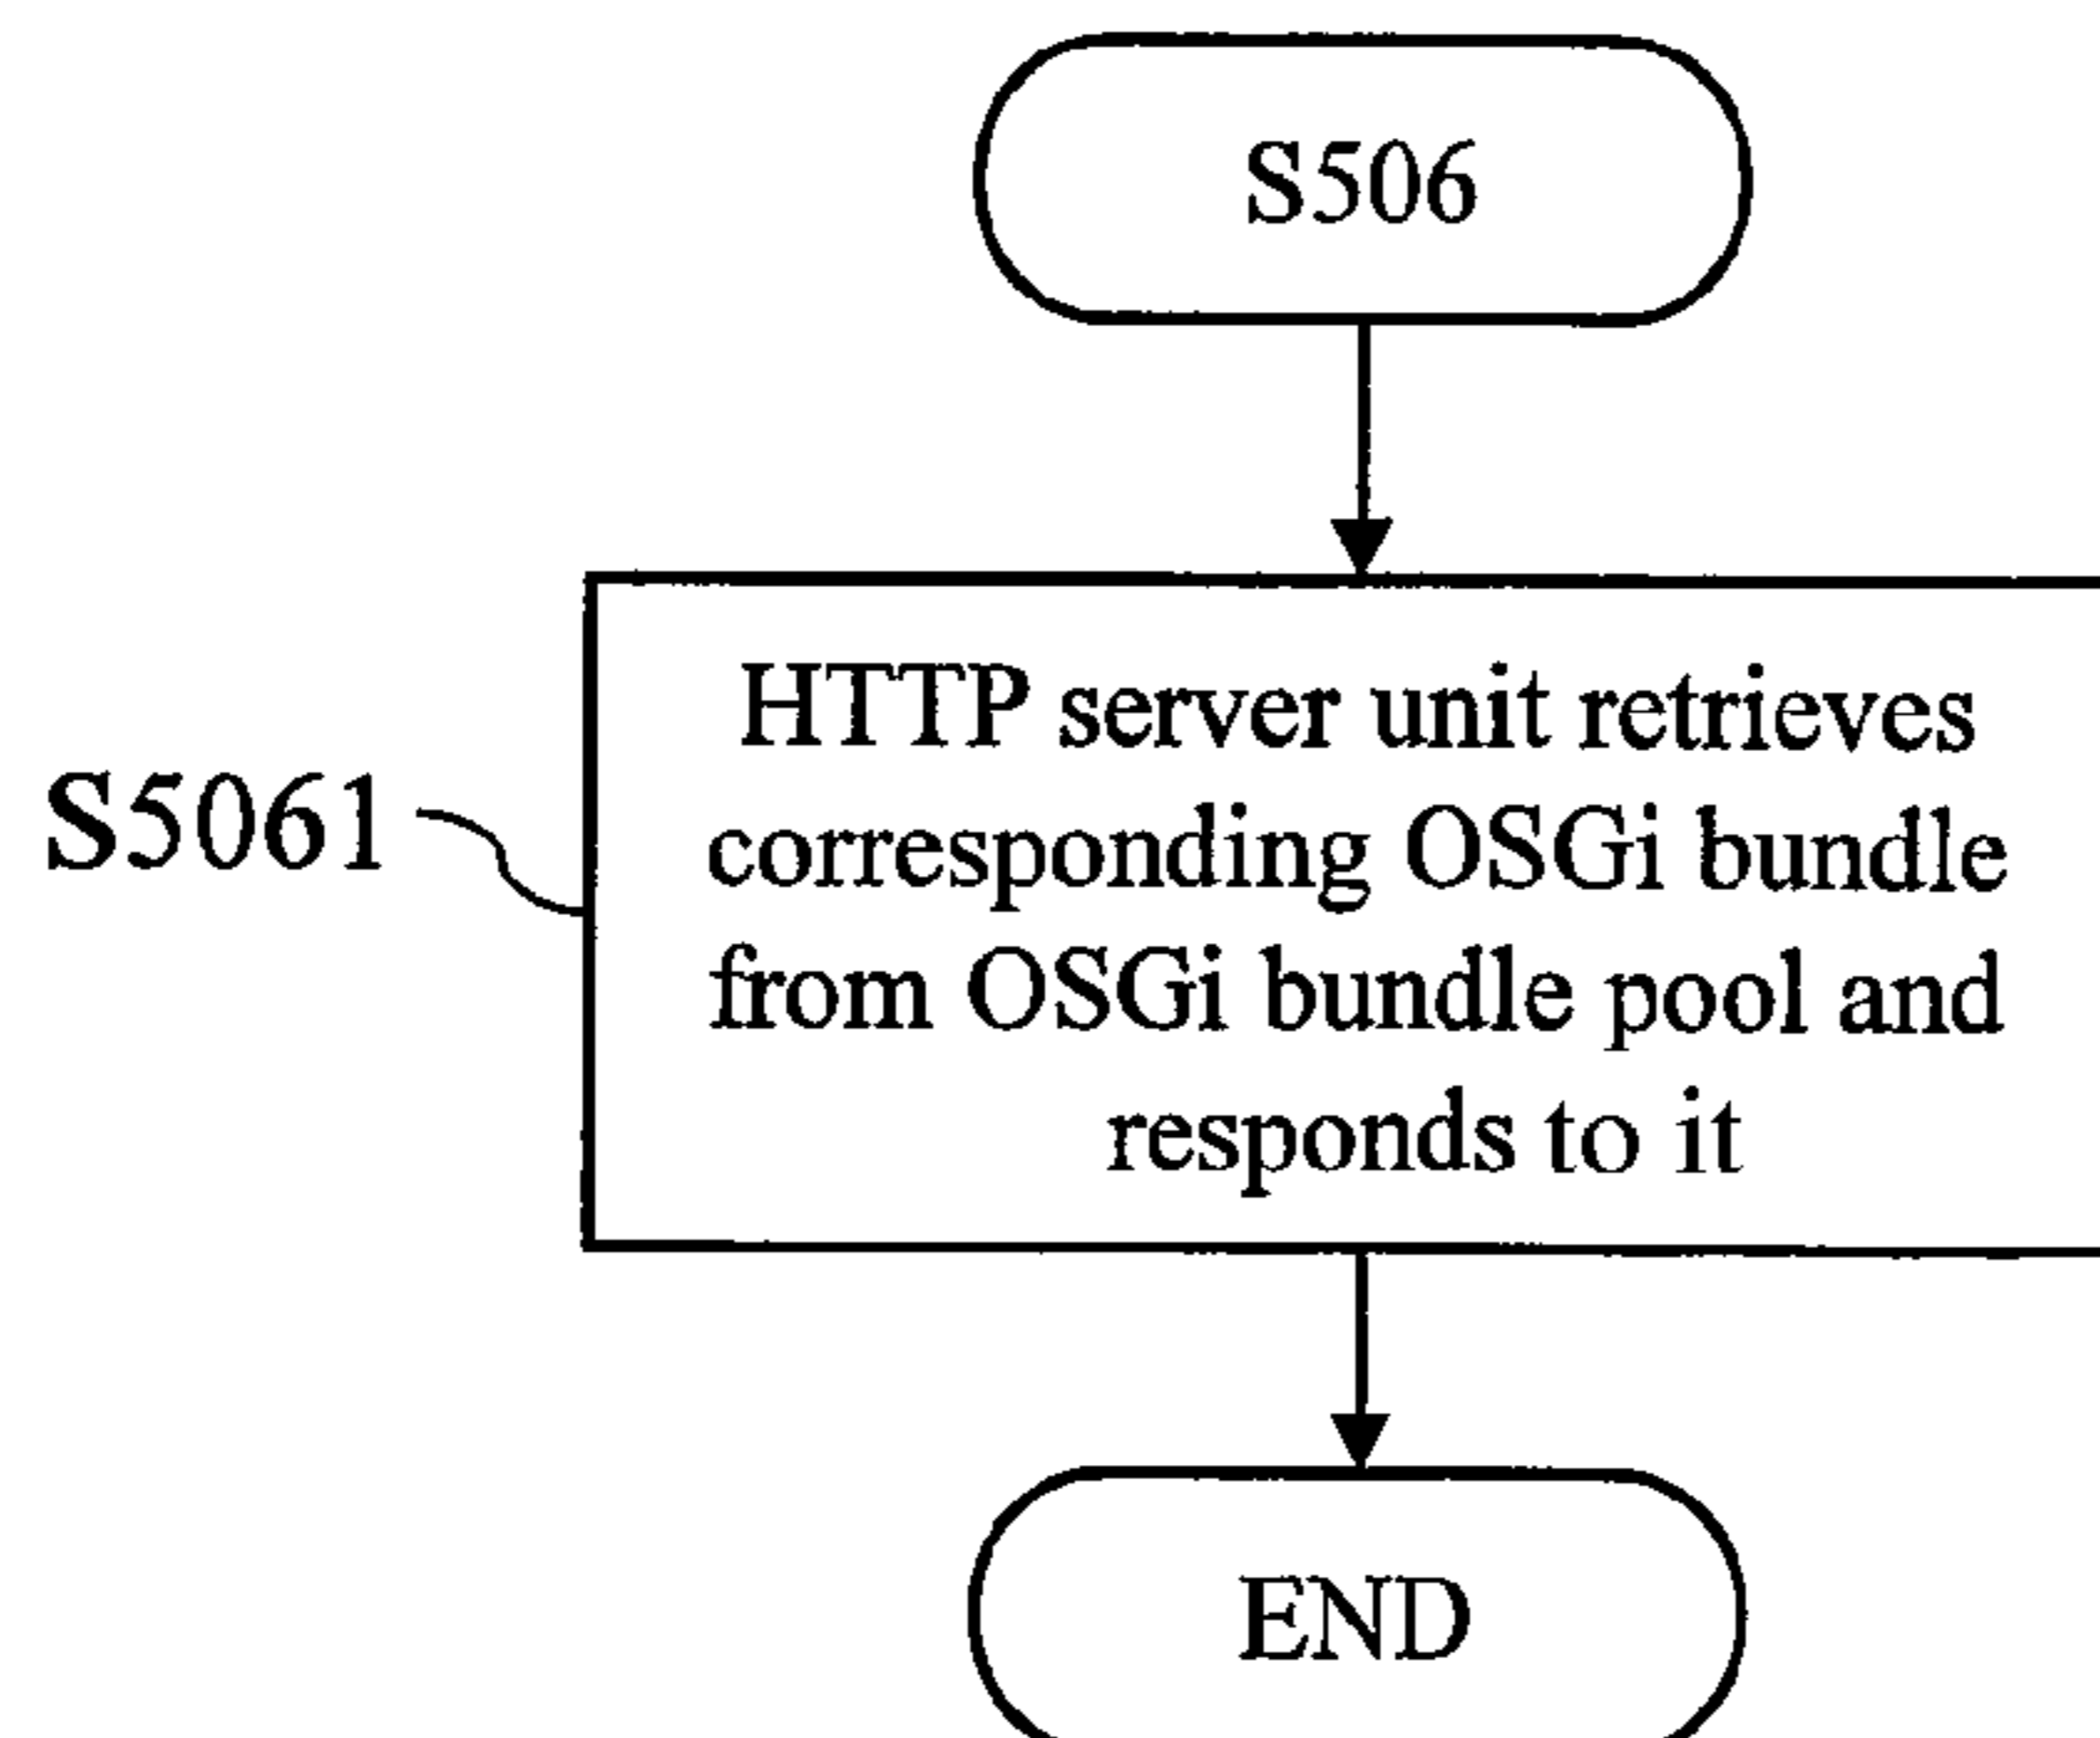 S506
S5061
HTTP server unit retrieves
corresponding OSGi bundle
from OSGi bundle pool and
responds to it
END